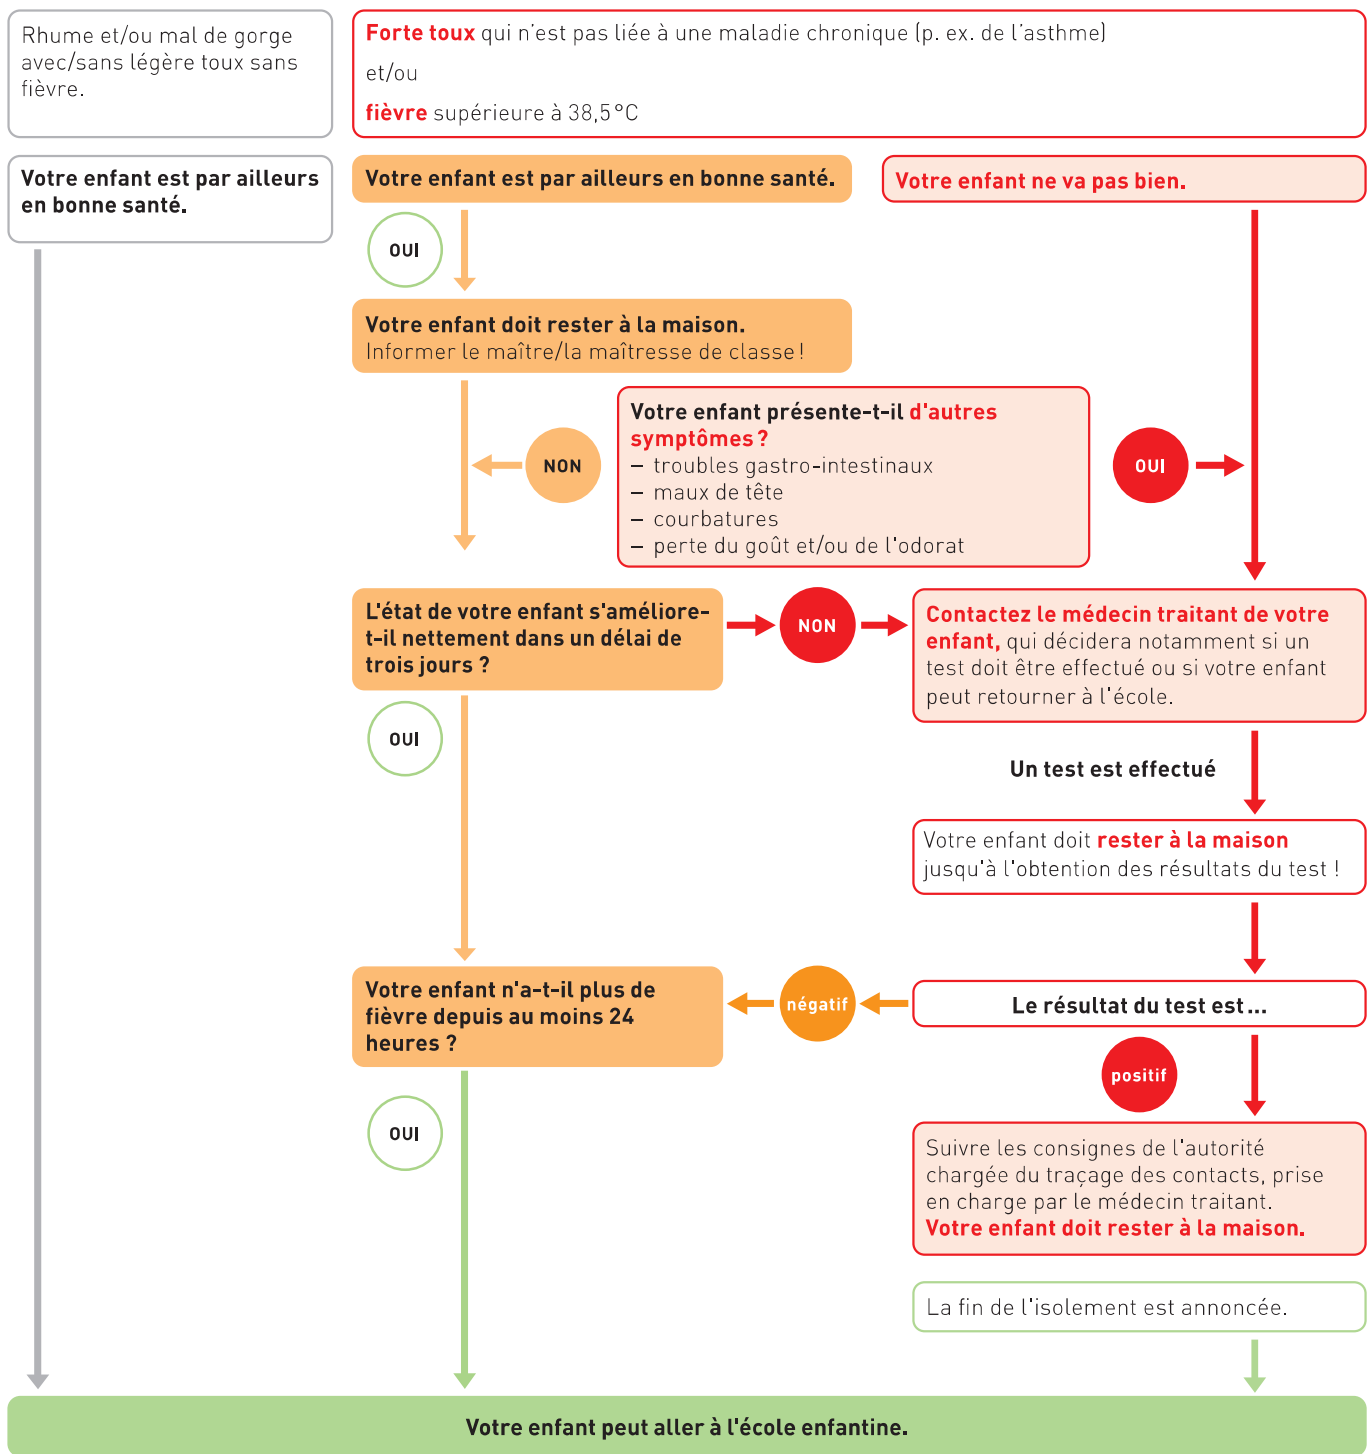 Rhume et/ou mal de gorge
avec/sans légère toux sans
fièvre.
Forte toux qui n'est pas liée à une maladie chronique (p. ex. de l'asthme)
et/ou
fièvre supérieure à 38,5°C
Votre enfant est par ailleurs
en bonne santé.
Votre enfant est par ailleurs en bonne santé.
Votre enfant ne va pas bien.
OUI
Votre enfant doit rester à la maison.
Informer le maître/la maîtresse de classe!
Votre enfant présente-t-il d'autres
symptômes?
– troubles gastro-intestinaux
– maux de tête
– courbatures
– perte du goût et/ou de l'odorat
NON
OUI
L'état de votre enfant s'améliore-
t-il nettement dans un délai de
trois jours ?
NON
Contactez le médecin traitant de votre
enfant, qui décidera notamment si un
test doit être effectué ou si votre enfant
peut retourner à l'école.
OUI
Un test est effectué
Votre enfant doit rester à la maison
jusqu'à l'obtention des résultats du test !
Votre enfant n'a-t-il plus de
fièvre depuis au moins 24
heures ?
négatif
Le résultat du test est...
positif
OUI
Suivre les consignes de l'autorité
chargée du traçage des contacts, prise
en charge par le médecin traitant.
Votre enfant doit rester à la maison.
La fin de l'isolement est annoncée.
Votre enfant peut aller à l'école enfantine.